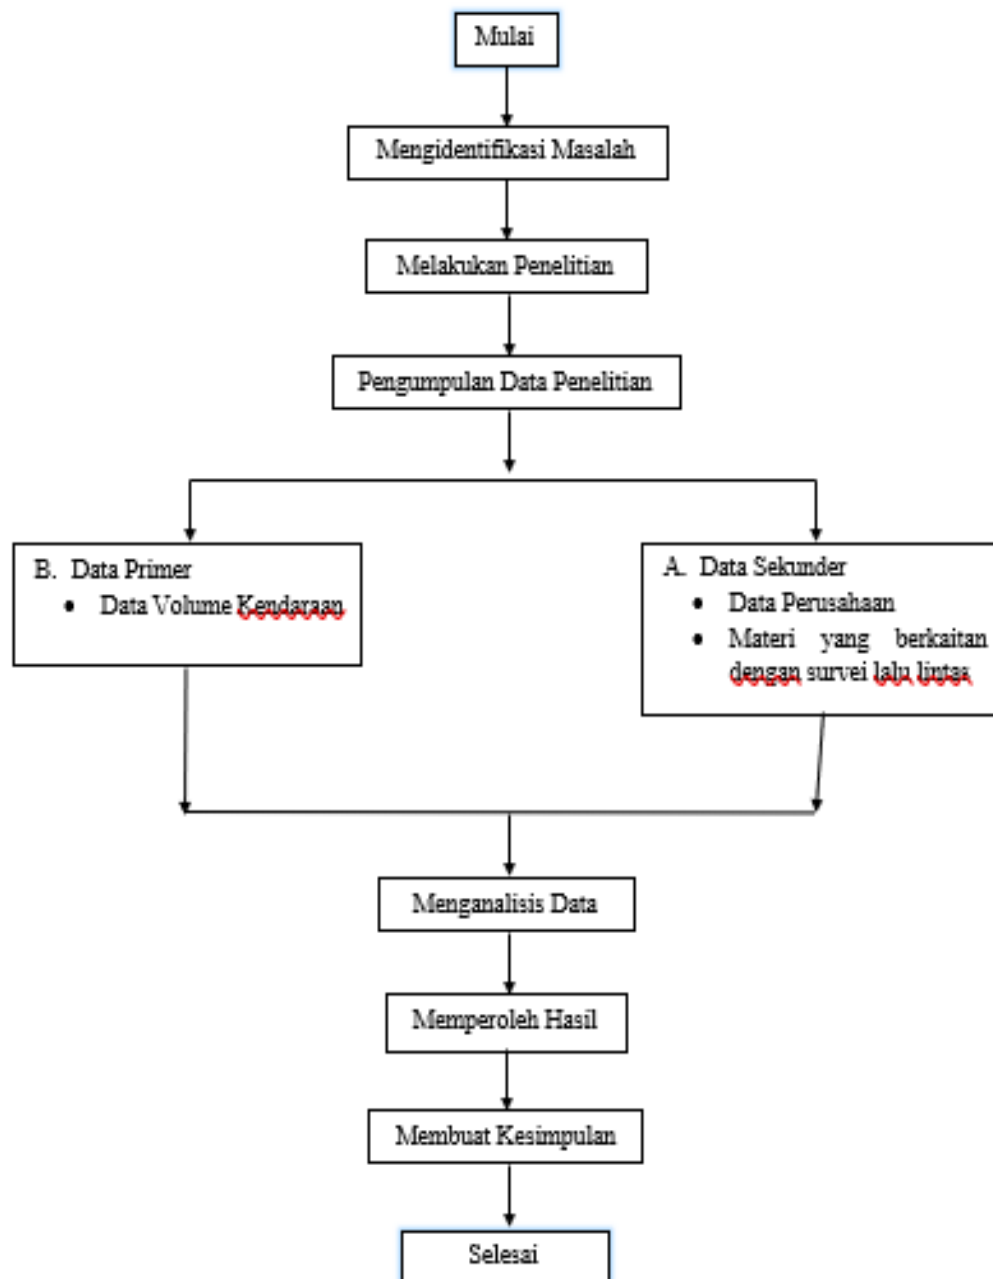 Mulai
Mengidentifikasi Masalah
Melakukan Penelitian
Pengumpulan Data Penelitian
B. Data Primer
• Data Volume Kendaraan
A. Data Sekunder
• Data Perusahaan
• Materi yang berkaitan
dengan survei lalu lintas
Menganalisis Data
Memperoleh Hasil
Membuat Kesimpulan
Selesai